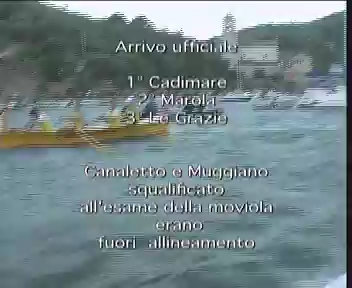 Arrivo ufficiale
1° Cadimare
2° Marola
3° Le Grazie
Canaletto e Muggiano
squalificato
all'esame della moviola
erano
fuori allineamento